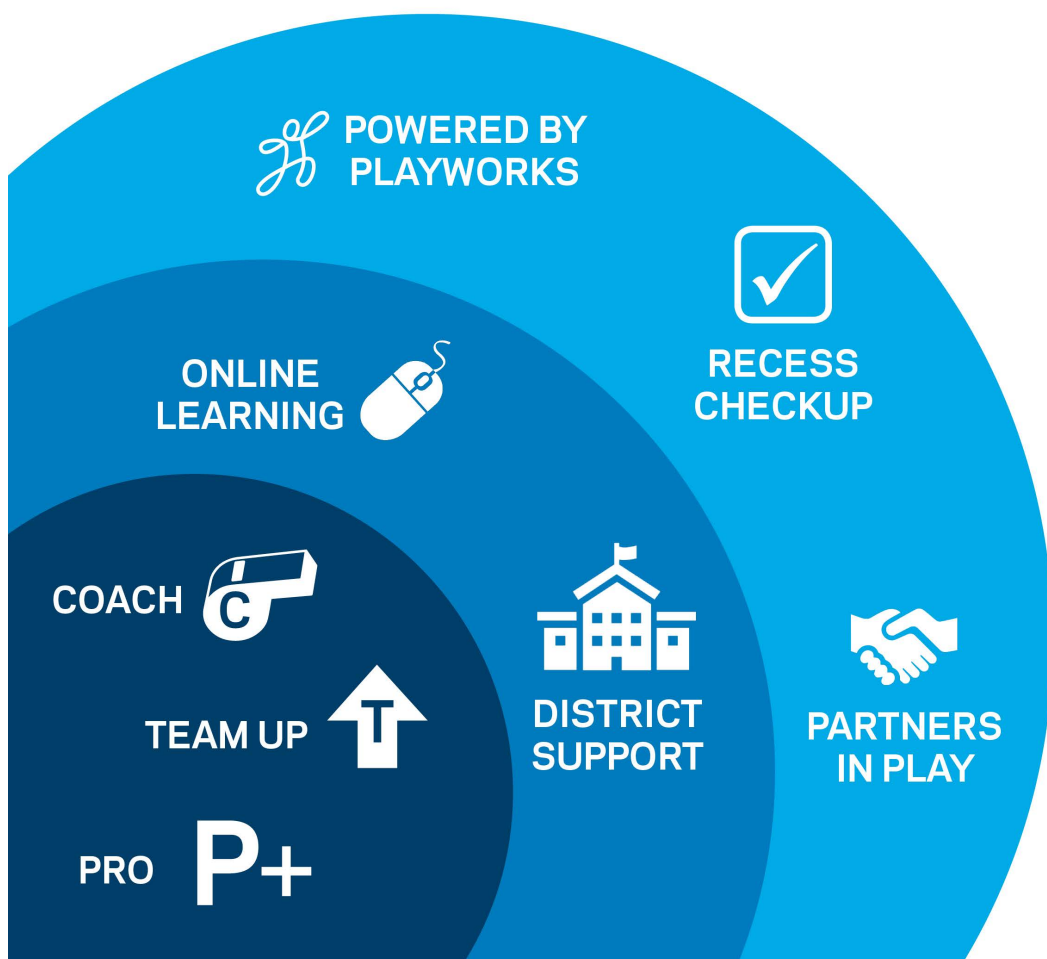 POWERED BY
PLAYWORKS
RECESS
CHECKUP
ONLINE
LEARNING
COACH
C
TEAM UP
T
DISTRICT
SUPPORT
PARTNERS
IN PLAY
PRO
P+